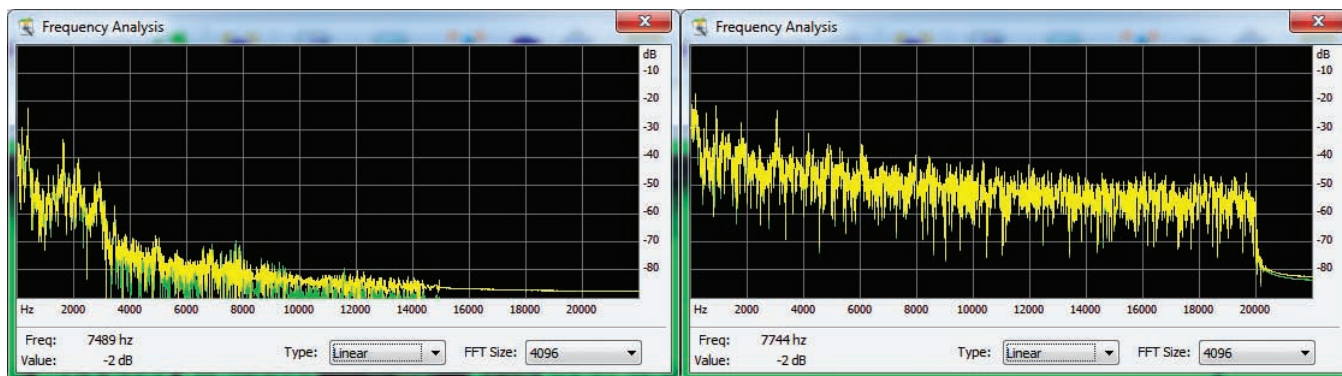 Frequency Analysis
dB
-10
-20
-30
-40
-50
-60
-70
-80
Hz 2000 4000 6000 8000 10000 12000 14000 16000 18000 20000
Freq: 7489 hz
Value: -2 dB
Type: Linear
FFT Size: 4096
Frequency Analysis
dB
-10
-20
-30
-40
-50
-60
-70
-80
Hz 2000 4000 6000 8000 10000 12000 14000 16000 18000 20000
Freq: 7744 hz
Value: -2 dB
Type: Linear
FFT Size: 4096